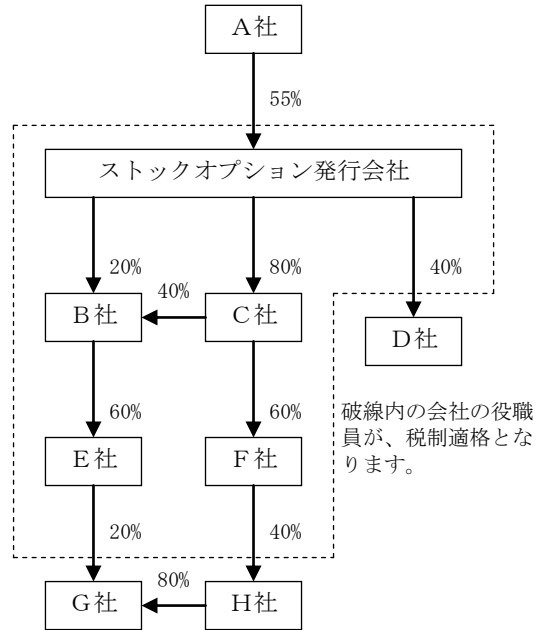 A社
55%
ストックオプション発行会社
20%
80%
40%
40%
B社
C社
D社
60%
60%
破線内の会社の役職
員が、税制適格とな
ります。
E社
F社
20%
40%
80%
G社
H社